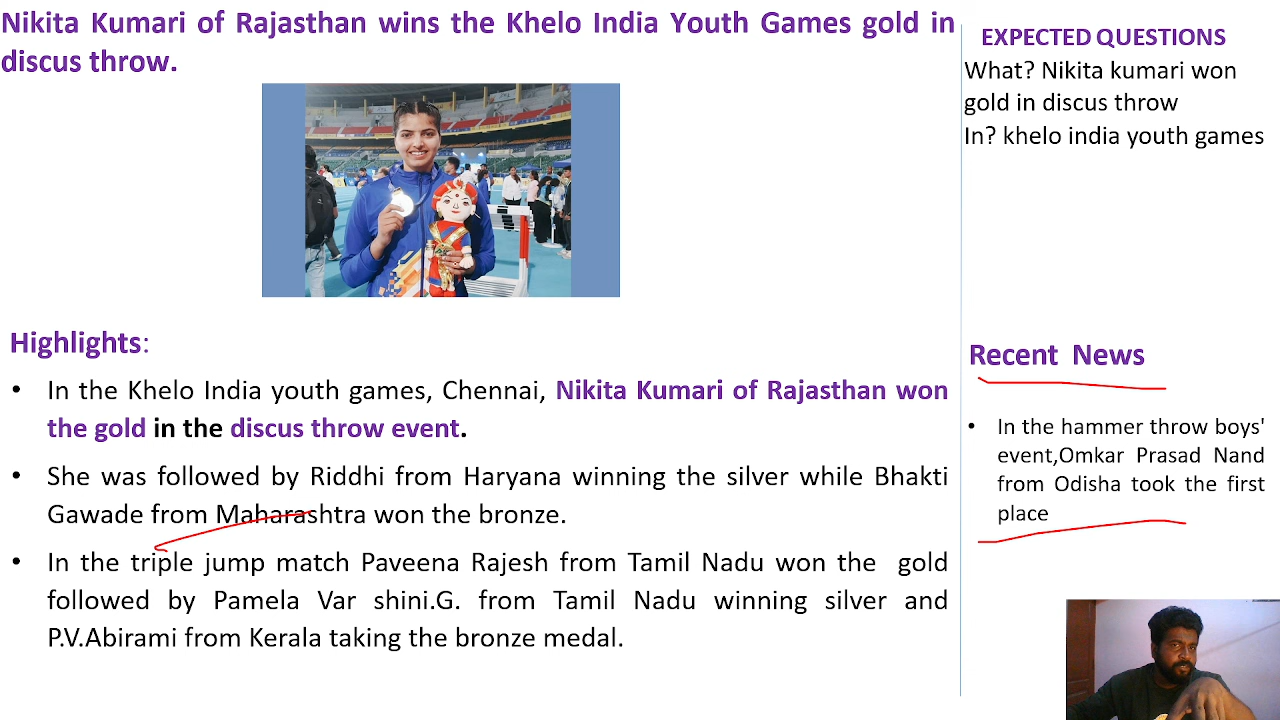 Nikita Kumari of Rajasthan wins the Khelo India Youth Games gold in
discus throw.
Highlights:
• In the Khelo India youth games, Chennai, Nikita Kumari of Rajasthan won
the gold in the discus throw event.
• She was followed by Riddhi from Haryana winning the silver while Bhakti
Gawade from Maharashtra won the bronze.
• In the triple jump match Paveena Rajesh from Tamil Nadu won the gold
followed by Pamela Var shini.G. from Tamil Nadu winning silver and
P.V.Abirami from Kerala taking the bronze medal.
EXPECTED QUESTIONS
What? Nikita kumari won
gold in discus throw
In? khelo india youth games
Recent News
• In the hammer throw boys'
event,Omkar Prasad Nand
from Odisha took the first
place